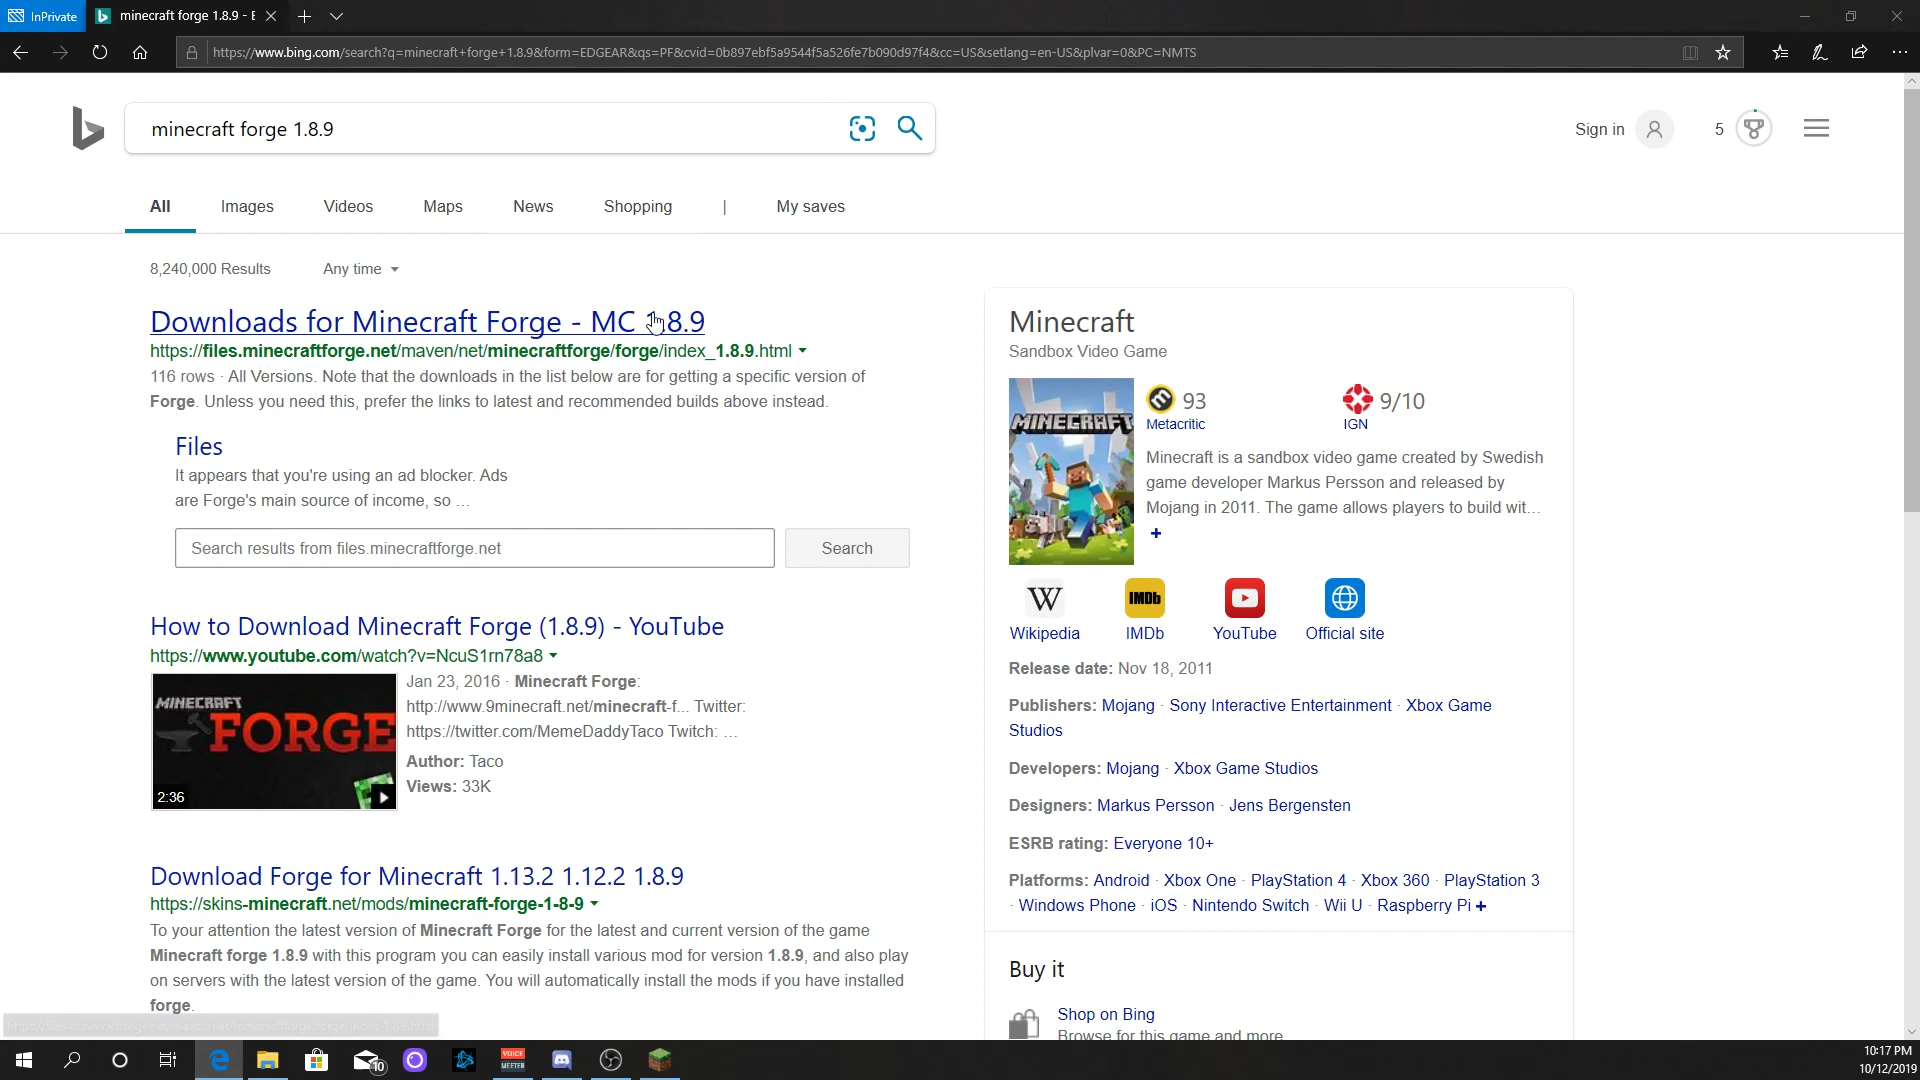 InPrivate
minecraft forge 1.8.9 - E
https://www.bing.com/search?q=minecraft+forge+1.8.9&form=EDGEAR&qs=PF&cvid=0b897ebf5a9544f5a526fe7b090d97f4&cc=US&setlang=en-US&plvar=0&PC=NMTS
minecraft forge 1.8.9
Sign in
5
All
Images
Videos
Maps
News
Shopping
|
My saves
8,240,000 Results
Any time
Downloads for Minecraft Forge - MC 1.8.9
https://files.minecraftforge.net/maven/net/minecraftforge/forge/index_1.8.9.html
116 rows · All Versions. Note that the downloads in the list below are for getting a specific version of
Forge. Unless you need this, prefer the links to latest and recommended builds above instead.
Files
It appears that you're using an ad blocker. Ads
are Forge's main source of income, so ...
Search results from files.minecraftforge.net
Search
How to Download Minecraft Forge (1.8.9) - YouTube
https://www.youtube.com/watch?v=NcuS1rn78a8
MINECRAFT
FORGE
2:36
Jan 23, 2016 · Minecraft Forge:
http://www.9minecraft.net/minecraft-f... Twitter:
https://twitter.com/MemeDaddyTaco Twitch: ...
Author: Taco
Views: 33K
Download Forge for Minecraft 1.13.2 1.12.2 1.8.9
https://skins-minecraft.net/mods/minecraft-forge-1-8-9
To your attention the latest version of Minecraft Forge for the latest and current version of the game
Minecraft forge 1.8.9 with this program you can easily install various mod for version 1.8.9, and also play
on servers with the latest version of the game. You will automatically install the mods if you have installed
forge.
Minecraft
Sandbox Video Game
MINECRAFT
93
Metacritic
9/10
IGN
Minecraft is a sandbox video game created by Swedish
game developer Markus Persson and released by
Mojang in 2011. The game allows players to build wit...
+
W
IMDb
Wikipedia
IMDb
YouTube
Official site
Release date: Nov 18, 2011
Publishers: Mojang · Sony Interactive Entertainment · Xbox Game
Studios
Developers: Mojang · Xbox Game Studios
Designers: Markus Persson · Jens Bergensten
ESRB rating: Everyone 10+
Platforms: Android · Xbox One · PlayStation 4 · Xbox 360 · PlayStation 3
· Windows Phone · iOS · Nintendo Switch · Wii U · Raspberry Pi +
Buy it
Shop on Bing
Browse for this game and more
10
VOICE
MEETER
10:17 PM
10/12/2019